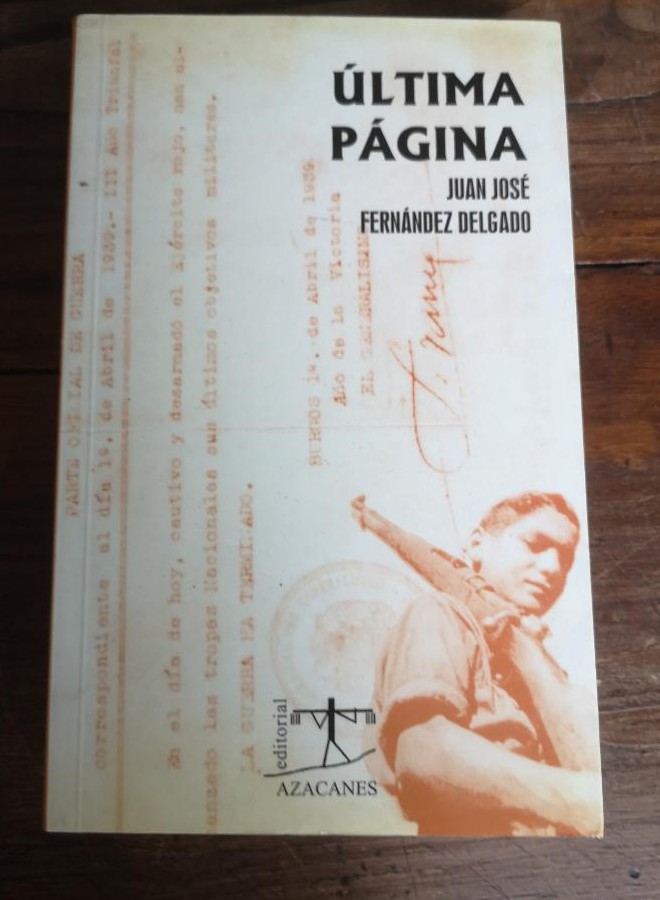 ÚLTIMA
PÁGINA
JUAN JOSÉ
FERNÁNDEZ DELGADO
PARTE OFICIAL DE GUERRA
correspondiente al día 1º. de Abril de 1939.- III Año Triunfal
En el día de hoy, cautivo y desarmado el Ejército rojo, han al-
canzado las tropas Nacionales sus últimos objetivos militares.
LA GUERRA HA TERMINADO.
BURGOS 1º. de Abril de 1939
Año de la Victoria
EL GENERALISIMO
F. Franco
editorial
AZACANES